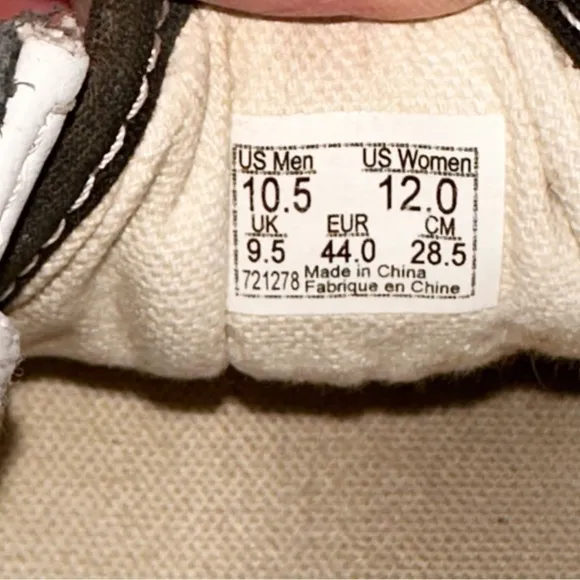 US Men US Women
10.5 12.0
UK EUR CM
9.5 44.0 28.5
721278 Made in China
Fabrique en Chine